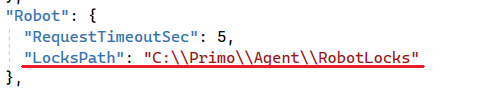 "Robot": {
"RequestTimeoutSec": 5,
"LocksPath": "C:\\Primo\\Agent\\RobotLocks"
},